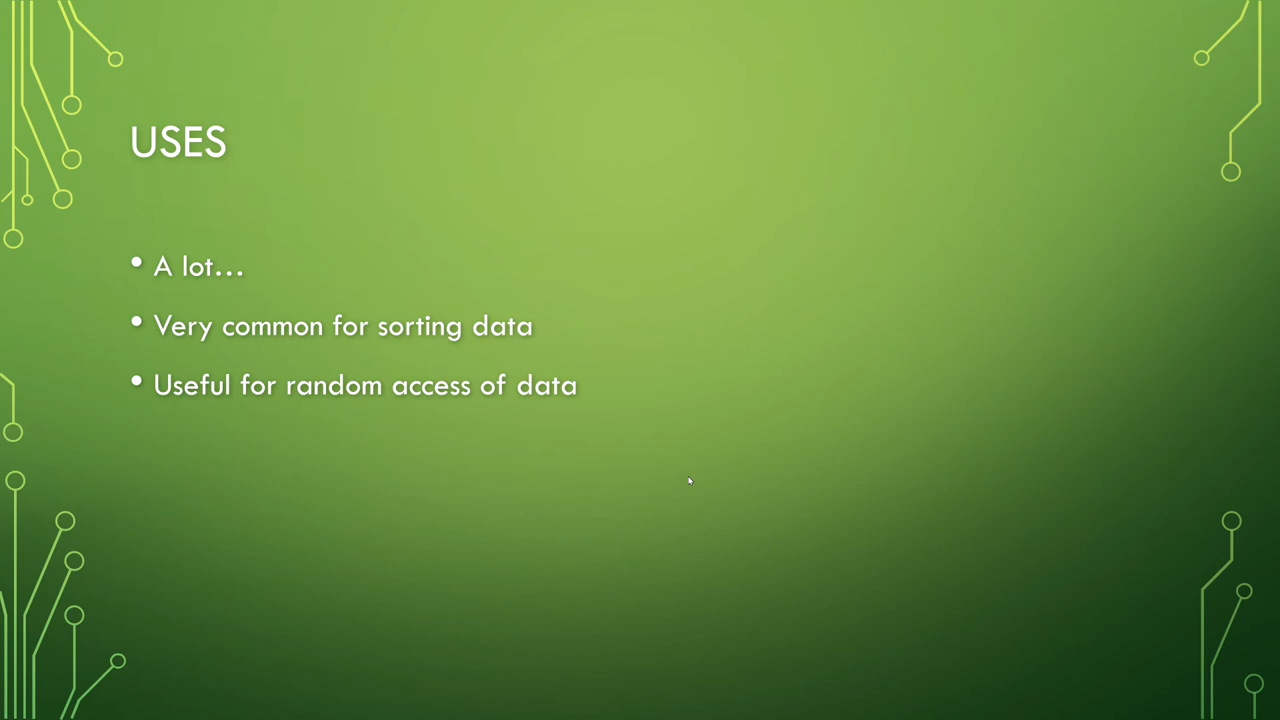 USES
• A lot...
• Very common for sorting data
• Useful for random access of data